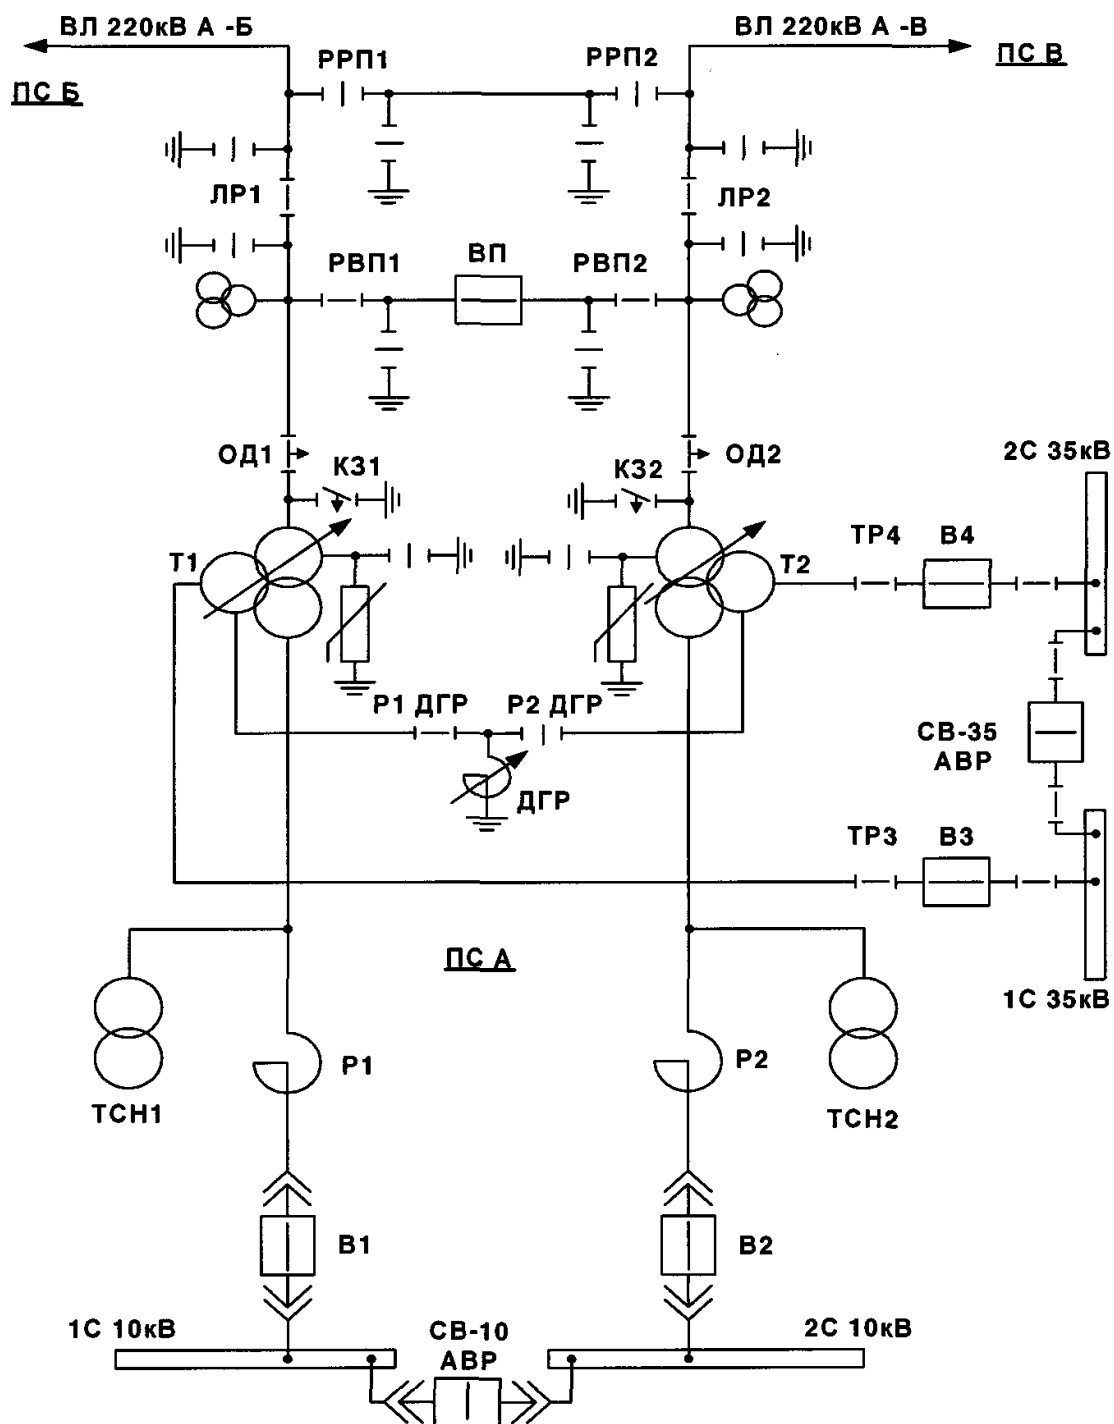 ВЛ 220кВ А -Б
ВЛ 220кВ А -В
ПС Б
РРП1
РРП2
ПС В
ЛР1
ЛР2
РВП1
ВП
РВП2
ОД1
КЗ1
КЗ2
ОД2
2С 35кВ
Т1
Т2
ТР4
В4
Р1 ДГР
Р2 ДГР
СВ-35
АВР
ДГР
ТР3
В3
ПС А
1С 35кВ
Р1
Р2
ТСН1
ТСН2
В1
В2
1С 10кВ
СВ-10
АВР
2С 10кВ